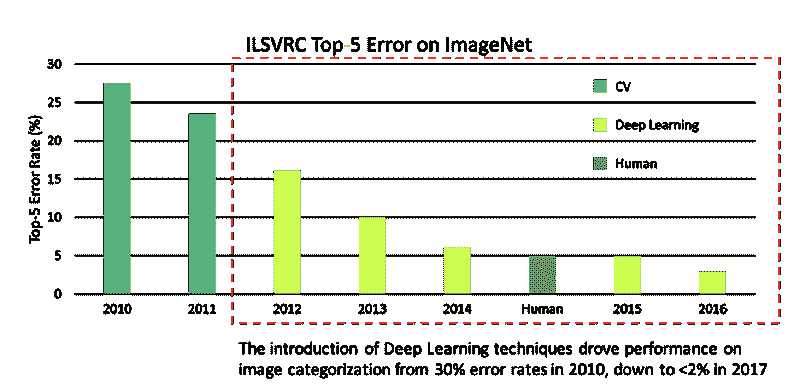 ILSVRC Top-5 Error on ImageNet
Top-5 Error Rate (%)
30
25
20
15
10
5
0
CV
Deep Learning
Human
2010 2011 2012 2013 2014 Human 2015 2016
The introduction of Deep Learning techniques drove performance on
image categorization from 30% error rates in 2010, down to <2% in 2017